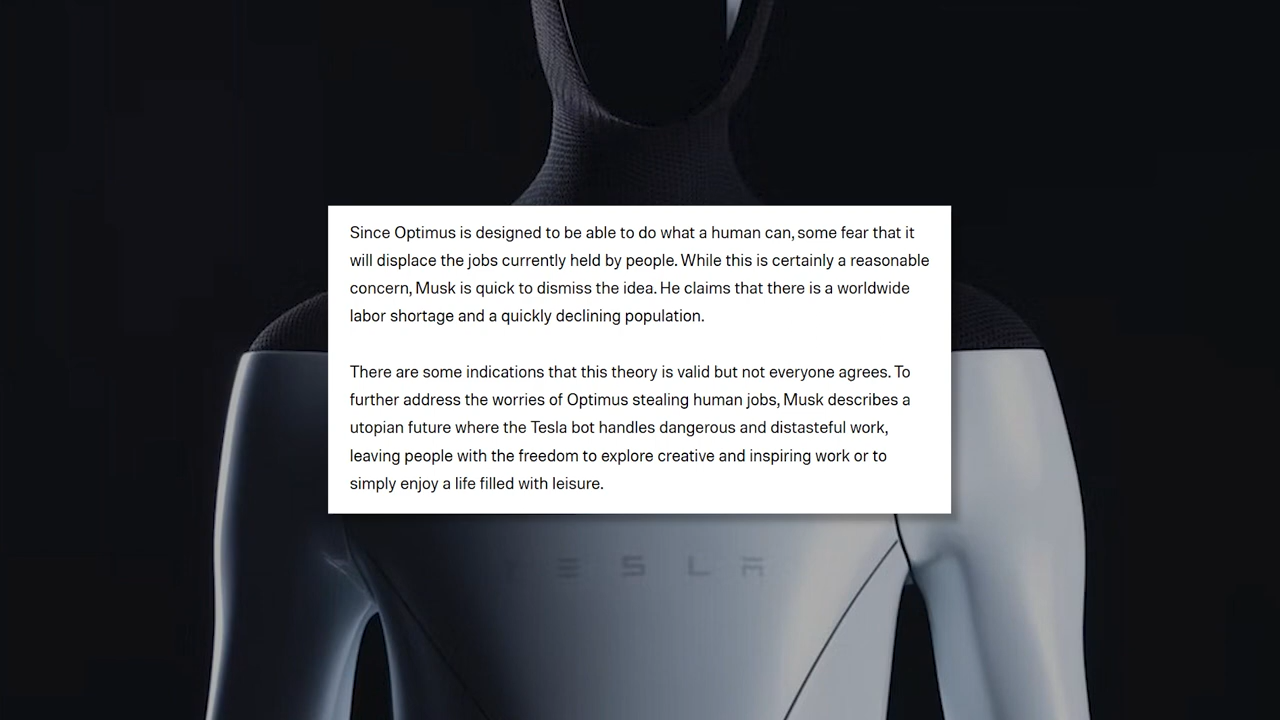 Since Optimus is designed to be able to do what a human can, some fear that it
will displace the jobs currently held by people. While this is certainly a reasonable
concern, Musk is quick to dismiss the idea. He claims that there is a worldwide
labor shortage and a quickly declining population.
There are some indications that this theory is valid but not everyone agrees. To
further address the worries of Optimus stealing human jobs, Musk describes a
utopian future where the Tesla bot handles dangerous and distasteful work,
leaving people with the freedom to explore creative and inspiring work or to
simply enjoy a life filled with leisure.
ESLA